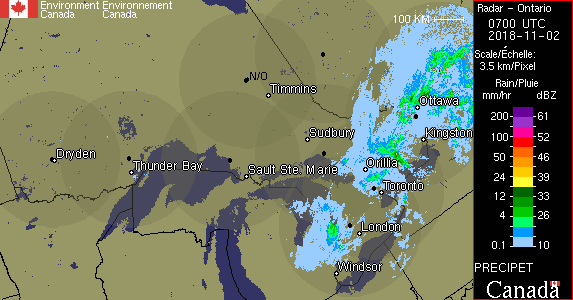 Environment Environnement
Canada Canada
100 KM
N/O
Timmins
Ottawa
Sudbury
Kingston
Dryden
Thunder Bay
Sault Ste. Marie
Orillia
Toronto
London
Windsor
Radar - Ontario
0700 UTC
2018-11-02
Scale/Échelle:
3.5 km/Pixel
Rain/Pluie
mm/hr dBZ
200 61
100 52
50 46
24 39
12 33
4 26
0.1 10
PRECIPET
Canada